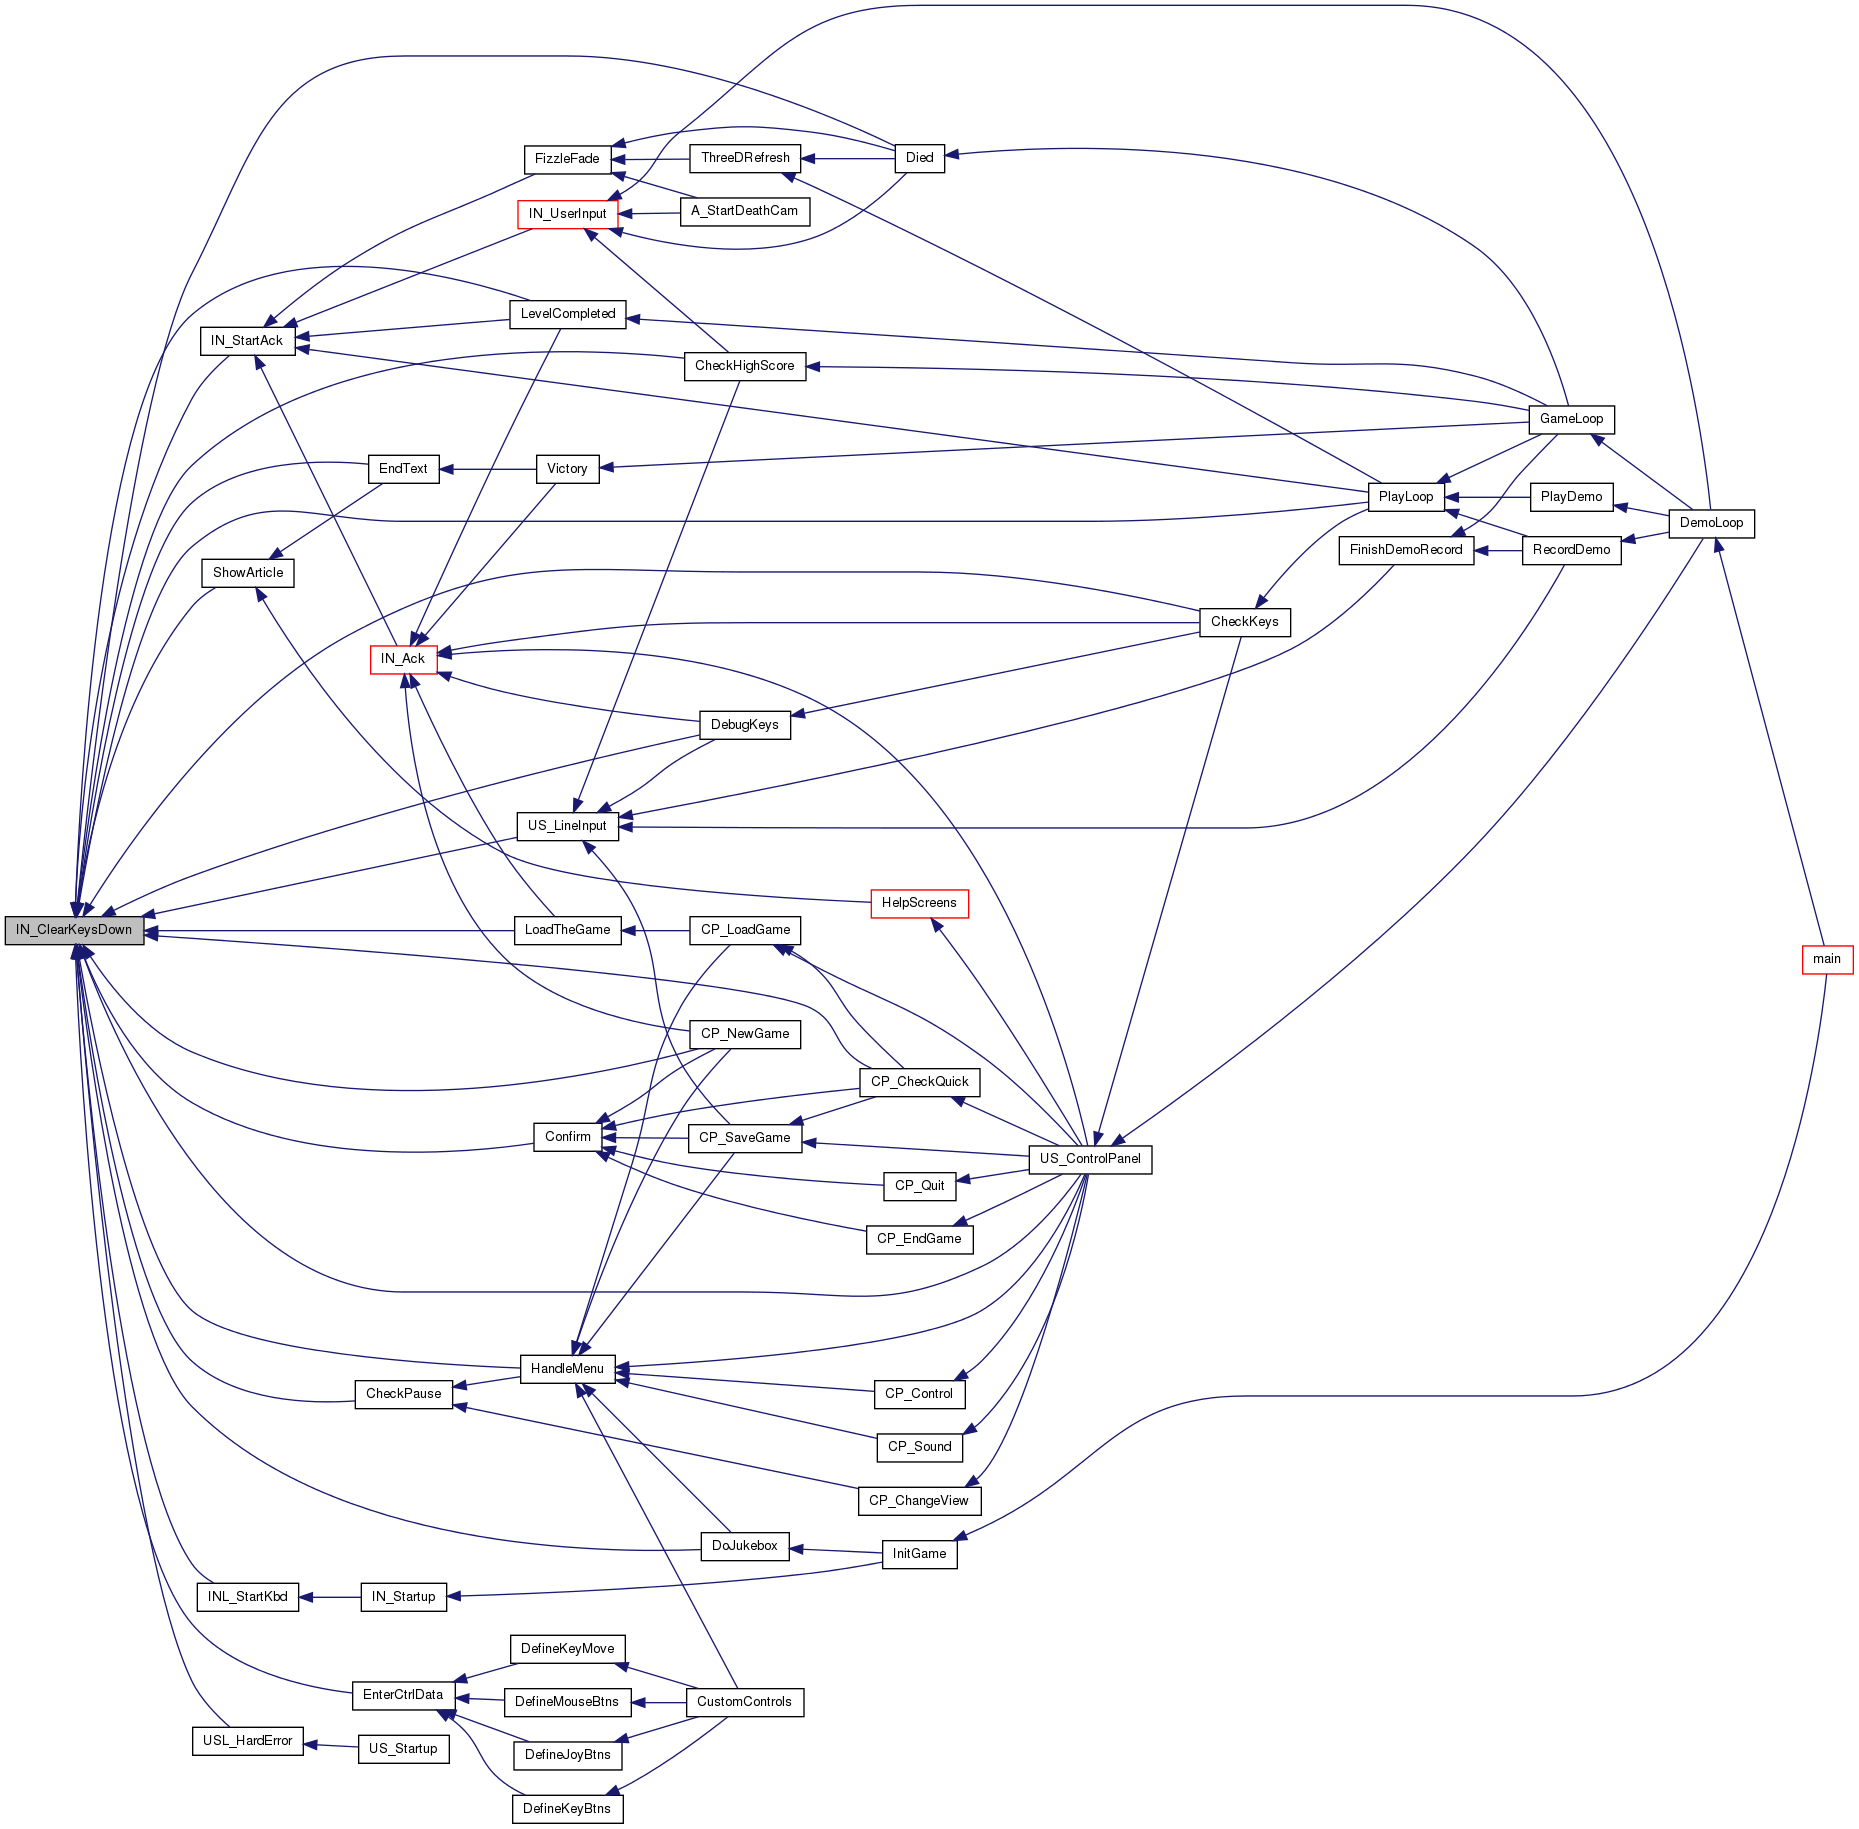 FizzleFade
ThreeDRefresh
Died
A_StartDeathCam
IN_UserInput
LevelCompleted
IN_StartAck
CheckHighScore
GameLoop
EndText
Victory
PlayLoop
PlayDemo
DemoLoop
FinishDemoRecord
RecordDemo
ShowArticle
CheckKeys
IN_Ack
DebugKeys
US_LineInput
HelpScreens
IN_ClearKeysDown
LoadTheGame
CP_LoadGame
main
CP_NewGame
CP_CheckQuick
Confirm
CP_SaveGame
US_ControlPanel
CP_Quit
CP_EndGame
HandleMenu
CheckPause
CP_Control
CP_Sound
CP_ChangeView
DoJukebox
InitGame
INL_StartKbd
IN_Startup
DefineKeyMove
EnterCtrlData
DefineMouseBtns
CustomControls
USL_HardError
US_Startup
DefineJoyBtns
DefineKeyBtns